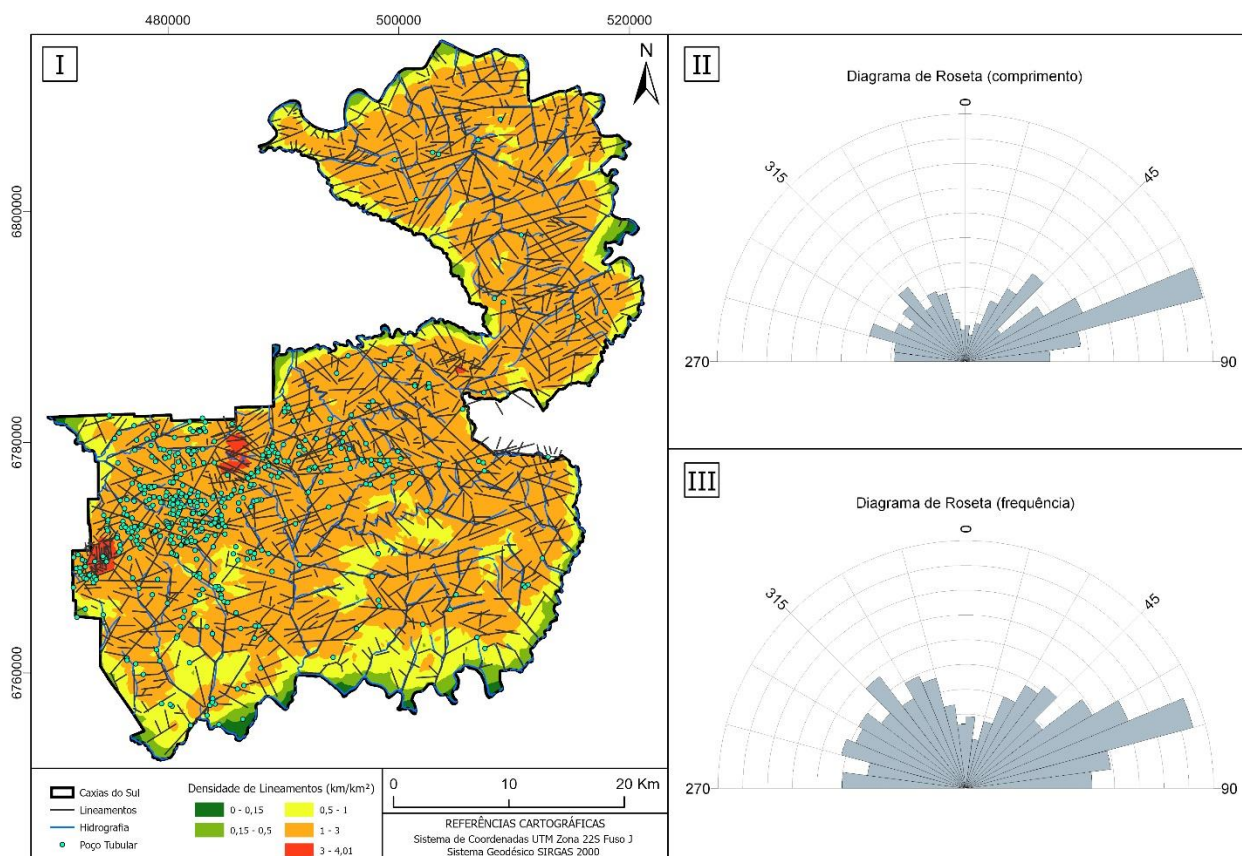 480000
500000
520000
I
N
6800000
6780000
6760000
Caxias do Sul
Lineamentos
Hidrografia
Poço Tubular
Densidade de Lineamentos (km/km²)
0 - 0,15
0,15 - 0,5
0,5 - 1
1 - 3
3 - 4,01
0
10
20 Km
REFERÊNCIAS CARTOGRÁFICAS
Sistema de Coordenadas UTM Zona 22S Fuso J
Sistema Geodésico SIRGAS 2000
II
Diagrama de Roseta (comprimento)
0
315
45
270
90
III
Diagrama de Roseta (frequência)
0
315
45
270
90